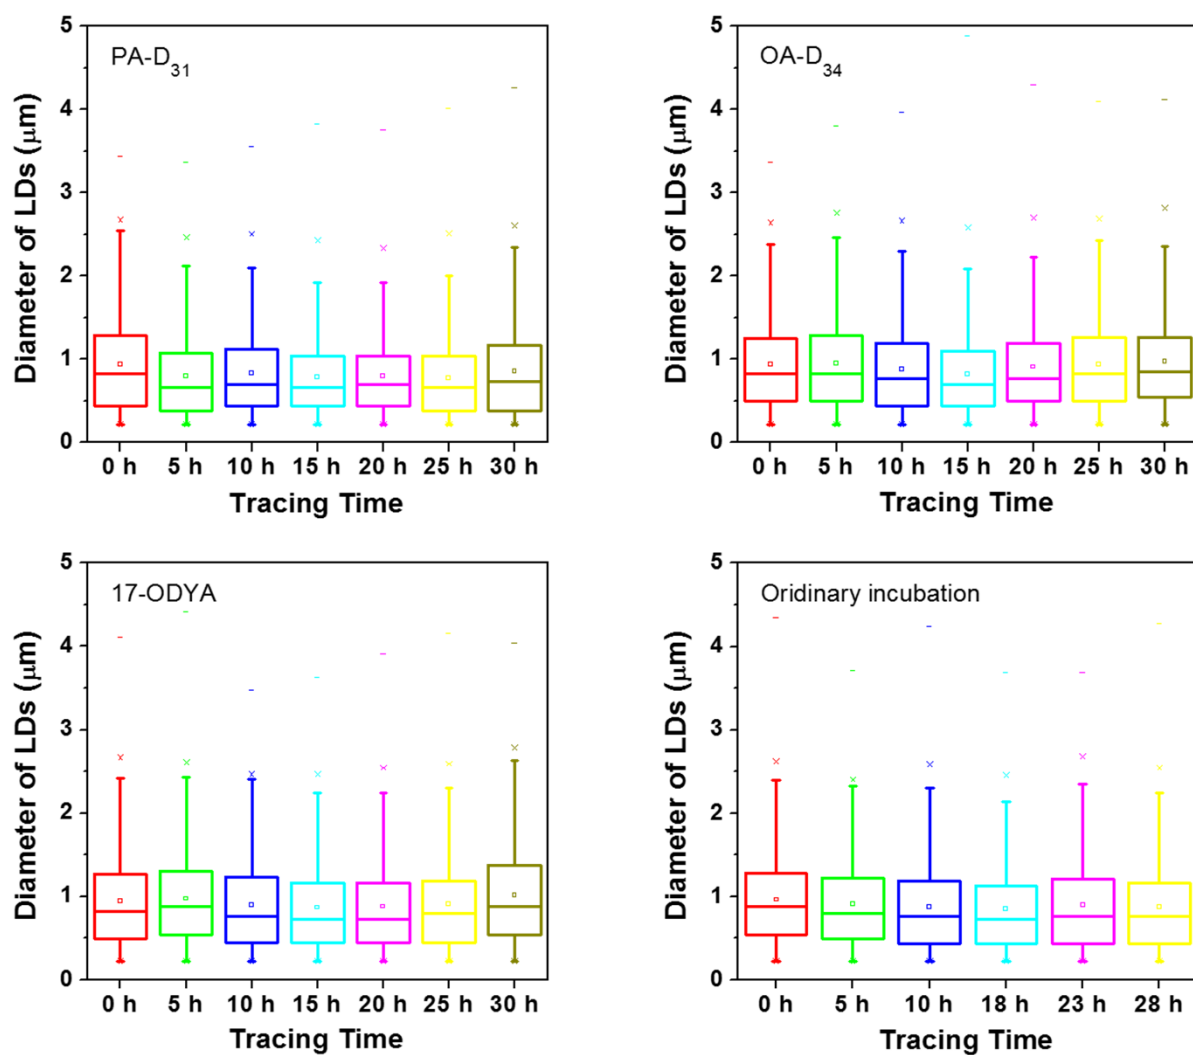 PA-D31
Diameter of LDs (μm)
5
4
3
2
1
0
0 h 5 h 10 h 15 h 20 h 25 h 30 h
Tracing Time
OA-D34
Diameter of LDs (μm)
5
4
3
2
1
0
0 h 5 h 10 h 15 h 20 h 25 h 30 h
Tracing Time
17-ODYA
Diameter of LDs (μm)
5
4
3
2
1
0
0 h 5 h 10 h 15 h 20 h 25 h 30 h
Tracing Time
Oridinary incubation
Diameter of LDs (μm)
5
4
3
2
1
0
0 h 5 h 10 h 18 h 23 h 28 h
Tracing Time